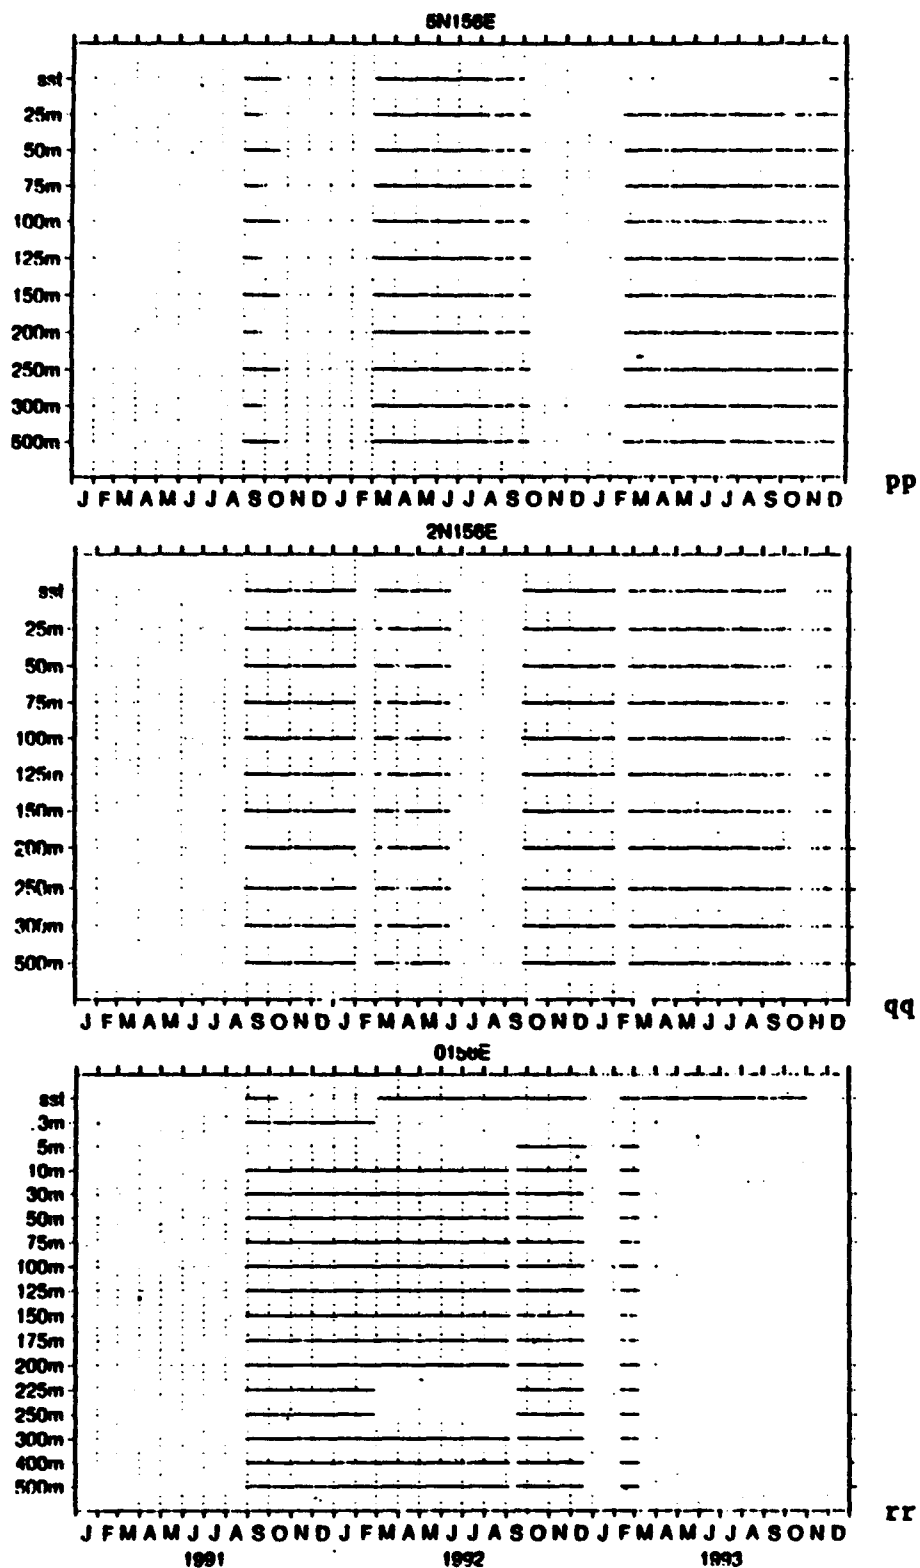 5N156E
sst
25m
50m
75m
100m
125m
150m
200m
250m
300m
500m
J F M A M J J A S O N D J F M A M J J A S O N D J F M A M J J A S O N D
pp
2N156E
sst
25m
50m
75m
100m
125m
150m
200m
250m
300m
500m
J F M A M J J A S O N D J F M A M J J A S O N D J F M A M J J A S O N D
qq
0156E
sst
3m
5m
10m
30m
50m
75m
100m
125m
150m
175m
200m
225m
250m
300m
400m
500m
J F M A M J J A S O N D J F M A M J J A S O N D J F M A M J J A S O N D
rr
1991 1992 1993